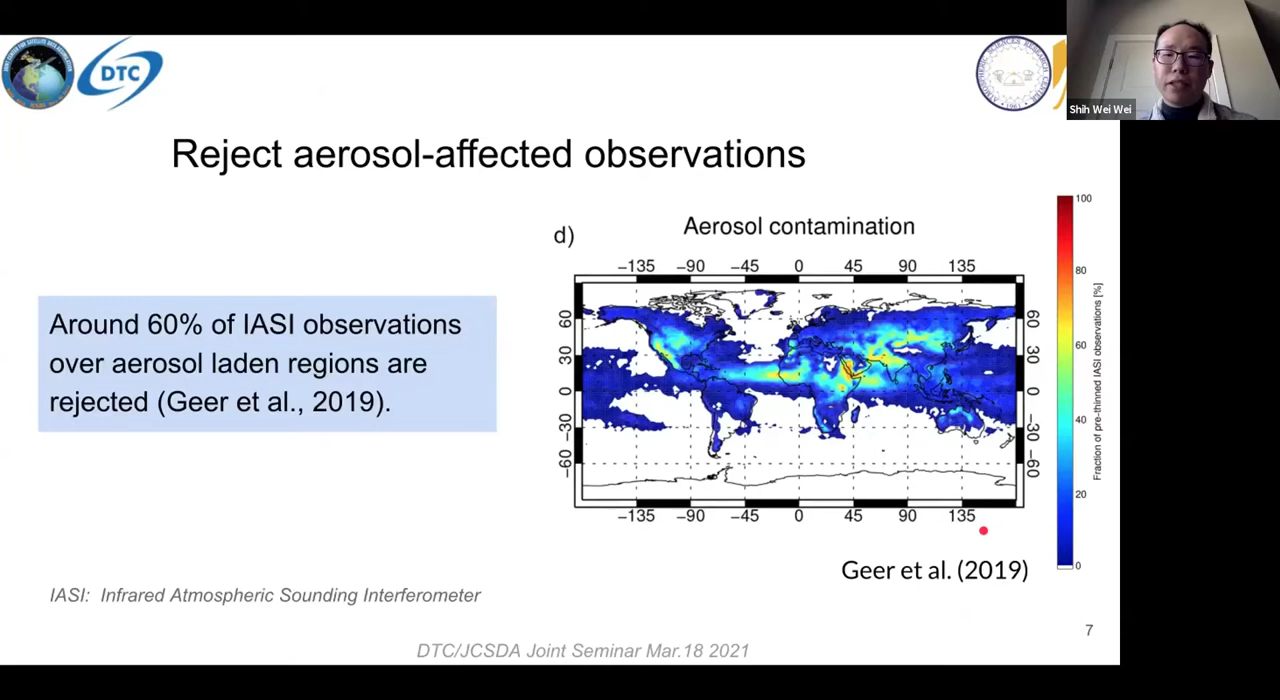 DTC
Shih Wei Wei
Reject aerosol-affected observations
Around 60% of IASI observations
over aerosol laden regions are
rejected (Geer et al., 2019).
d)
Aerosol contamination
−135 −90 −45 0 45 90 135
60 30 0 −30 −60
60 30 0 −30 −60
−135 −90 −45 0 45 90 135
100
80
60
40
20
0
Fraction of pre-thinned IASI observations [%]
Geer et al. (2019)
IASI: Infrared Atmospheric Sounding Interferometer
7
DTC/JCSDA Joint Seminar Mar.18 2021